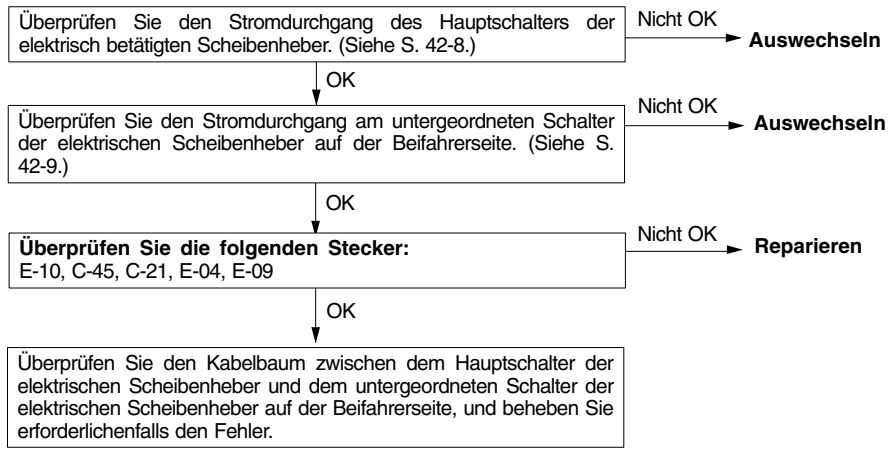 Überprüfen Sie den Stromdurchgang des Hauptschalters der
elektrisch betätigten Scheibenheber. (Siehe S. 42-8.)
Nicht OK
Auswechseln
OK
Überprüfen Sie den Stromdurchgang am untergeordneten Schalter
der elektrischen Scheibenheber auf der Beifahrerseite. (Siehe S.
42-9.)
Nicht OK
Auswechseln
OK
Überprüfen Sie die folgenden Stecker:
E-10, C-45, C-21, E-04, E-09
Nicht OK
Reparieren
OK
Überprüfen Sie den Kabelbaum zwischen dem Hauptschalter der
elektrischen Scheibenheber und dem untergeordneten Schalter der
elektrischen Scheibenheber auf der Beifahrerseite, und beheben Sie
erforderlichenfalls den Fehler.